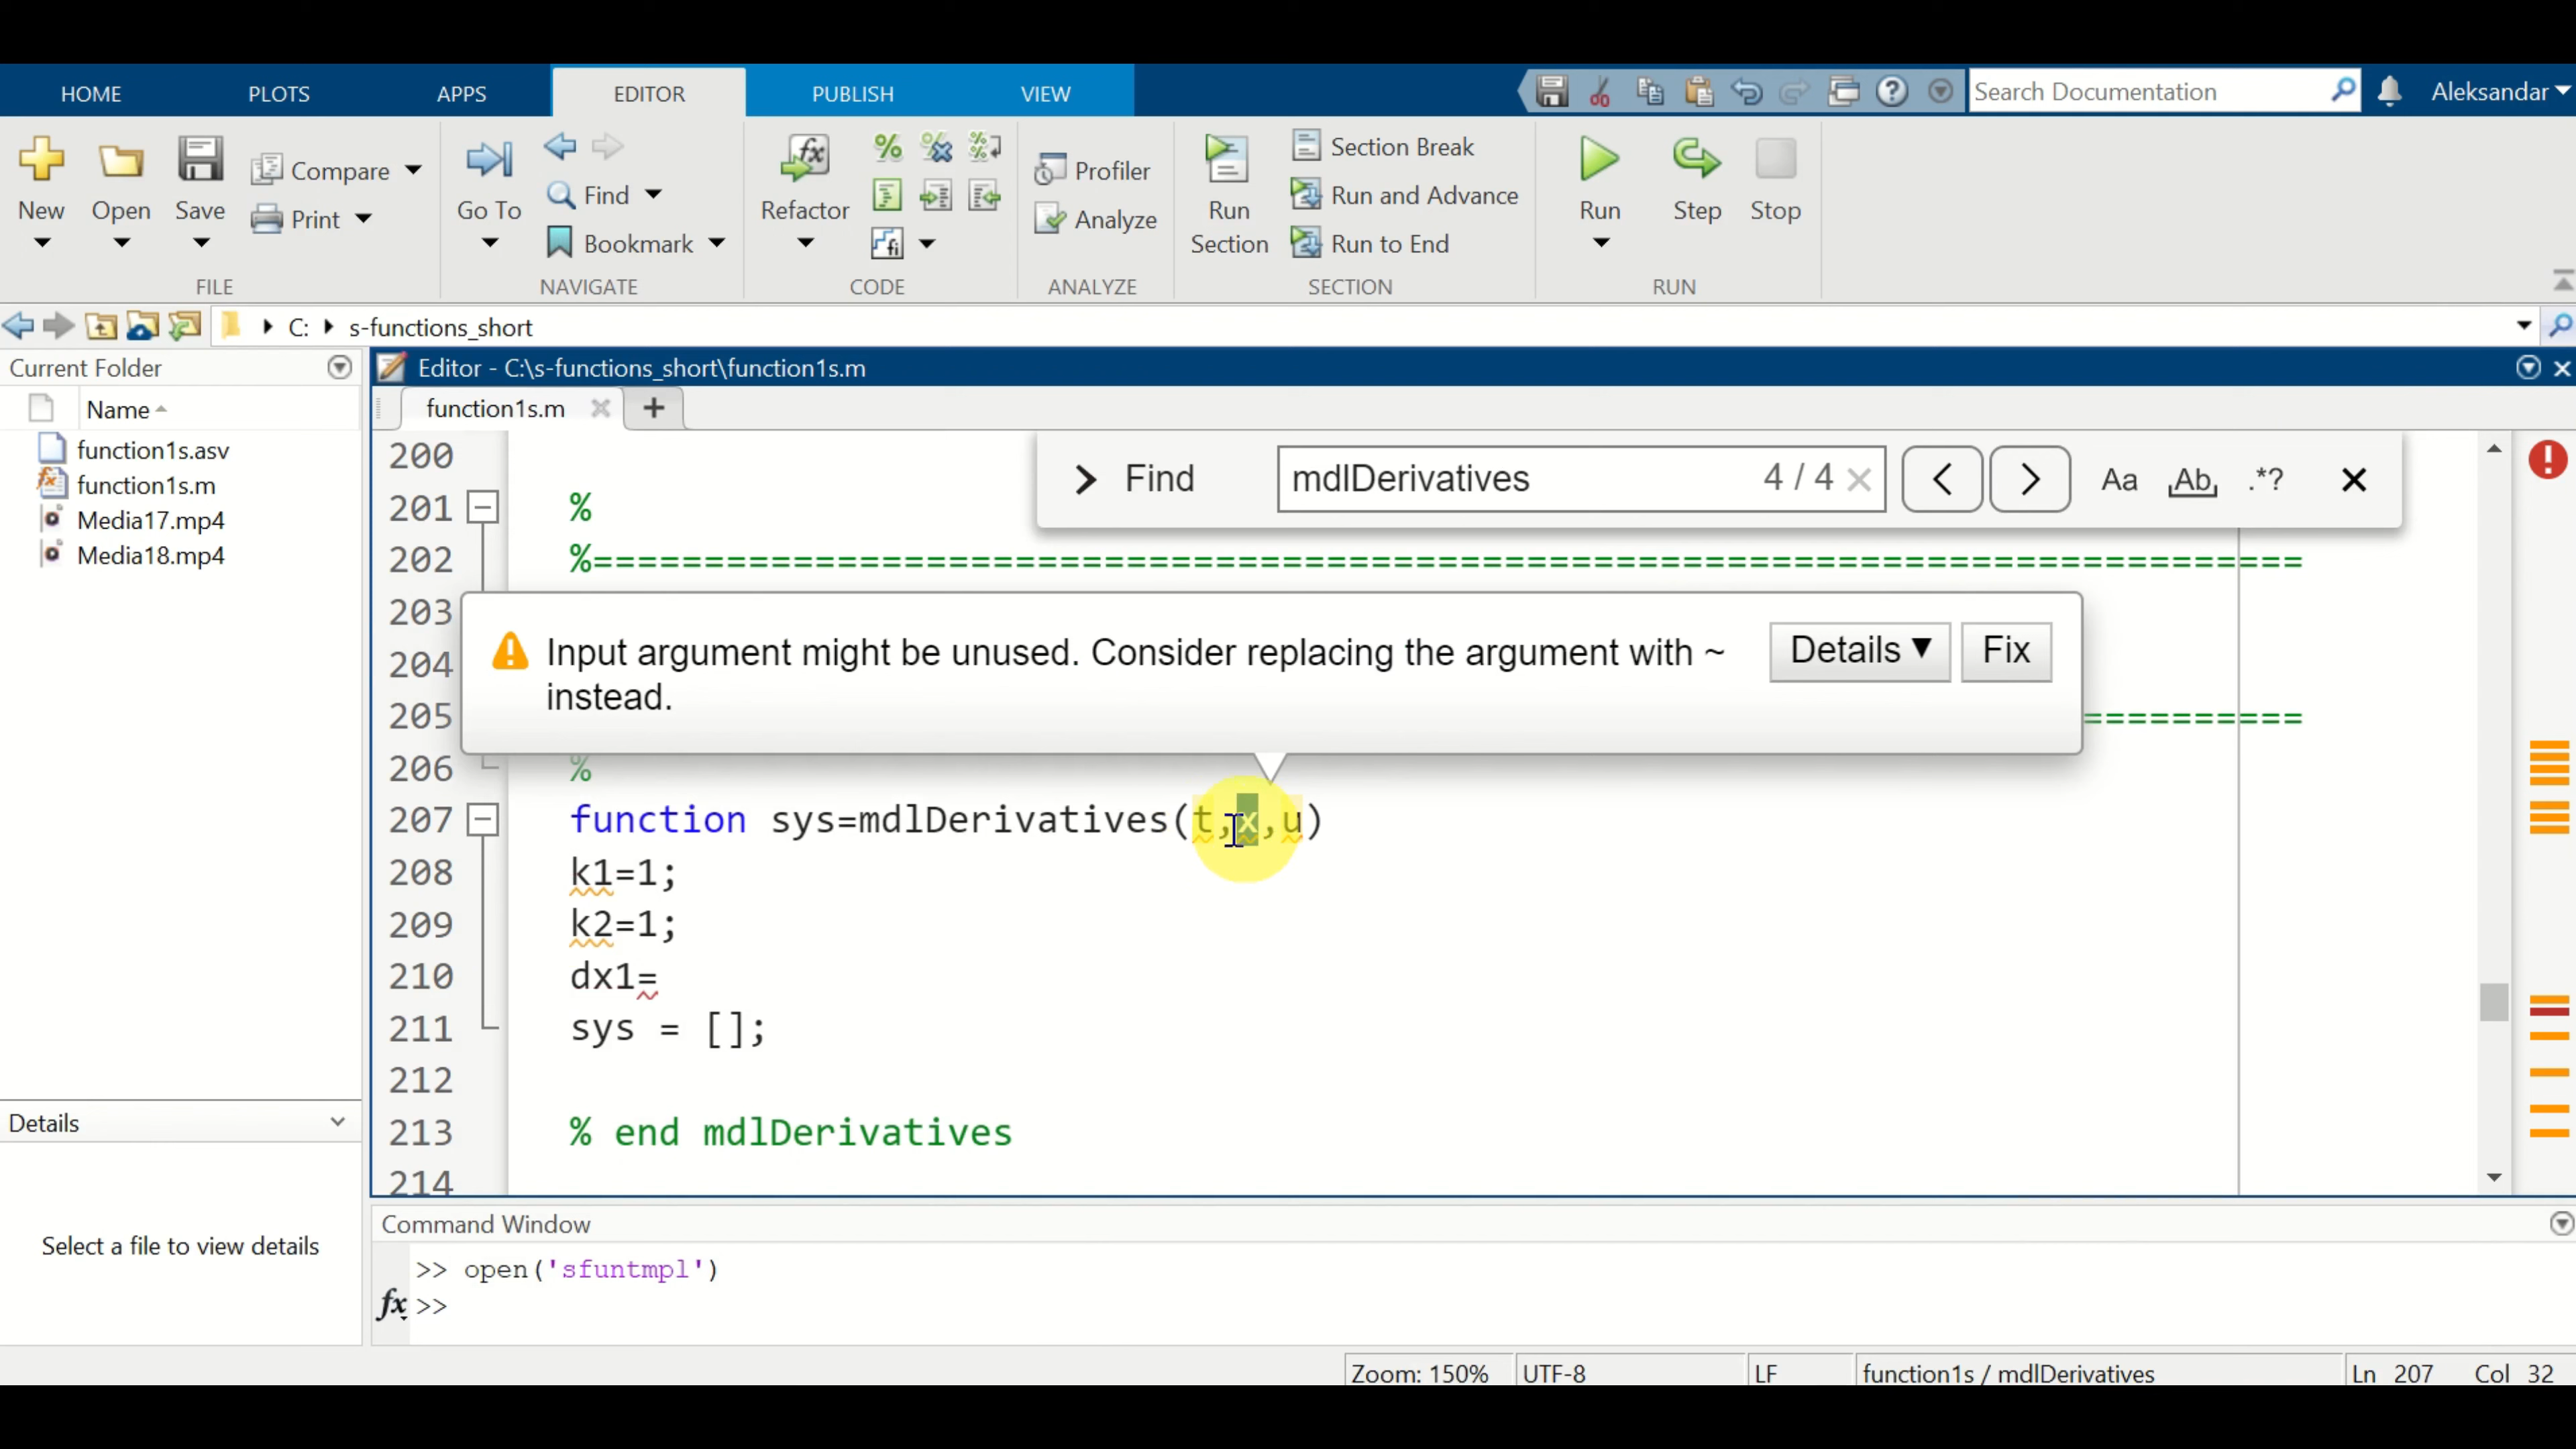 HOME PLOTS APPS EDITOR PUBLISH VIEW Search Documentation Aleksandar
New Open Save Compare Print
FILE
Go To Find Bookmark
NAVIGATE
Refactor
CODE
Profiler
Analyze
ANALYZE
Run Section
Section Break
Run and Advance
Run to End
SECTION
Run Step Stop
RUN
C: s-functions_short
Current Folder
Name
function1s.asv
function1s.m
Media17.mp4
Media18.mp4
Details
Select a file to view details
Editor - C:\s-functions_short\function1s.m
function1s.m +
Find mdlDerivatives 4 / 4 Aa Ab .*?
200
201 %
202 %=============================================================================
203
204
205 ==========
Input argument might be unused. Consider replacing the argument with ~
instead.
Details Fix
206 %
207 function sys=mdlDerivatives(t,x,u)
208 k1=1;
209 k2=1;
210 dx1=
211 sys = [];
212
213 % end mdlDerivatives
214
Command Window
>> open('sfuntmpl')
fx >>
Zoom: 150% UTF-8 LF function1s / mdlDerivatives Ln 207 Col 32